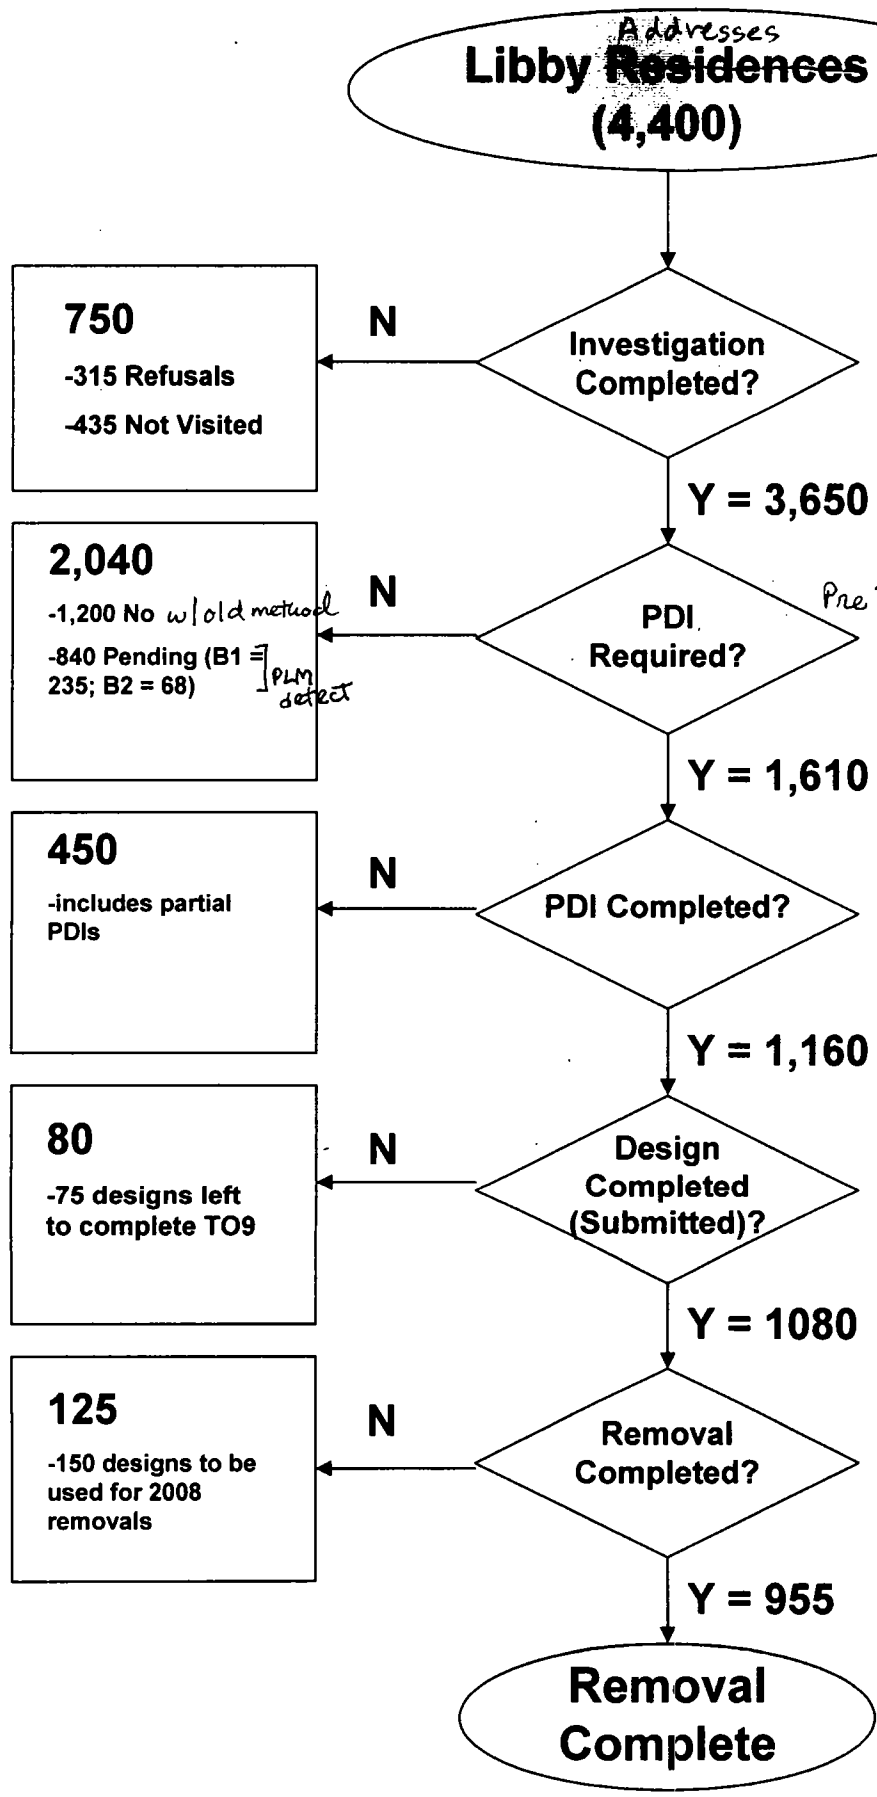 Addresses
Libby Residences
(4,400)
750
-315 Refusals
-435 Not Visited
N
Investigation
Completed?
Y = 3,650
2,040
-1,200 No w/old method
-840 Pending (B1 =
235; B2 = 68)
PLM
detect
N
PDI
Required?
Pre
Y = 1,610
450
-includes partial
PDIs
N
PDI Completed?
Y = 1,160
80
-75 designs left
to complete TO9
N
Design
Completed
(Submitted)?
Y = 1080
125
-150 designs to be
used for 2008
removals
N
Removal
Completed?
Y = 955
Removal
Complete